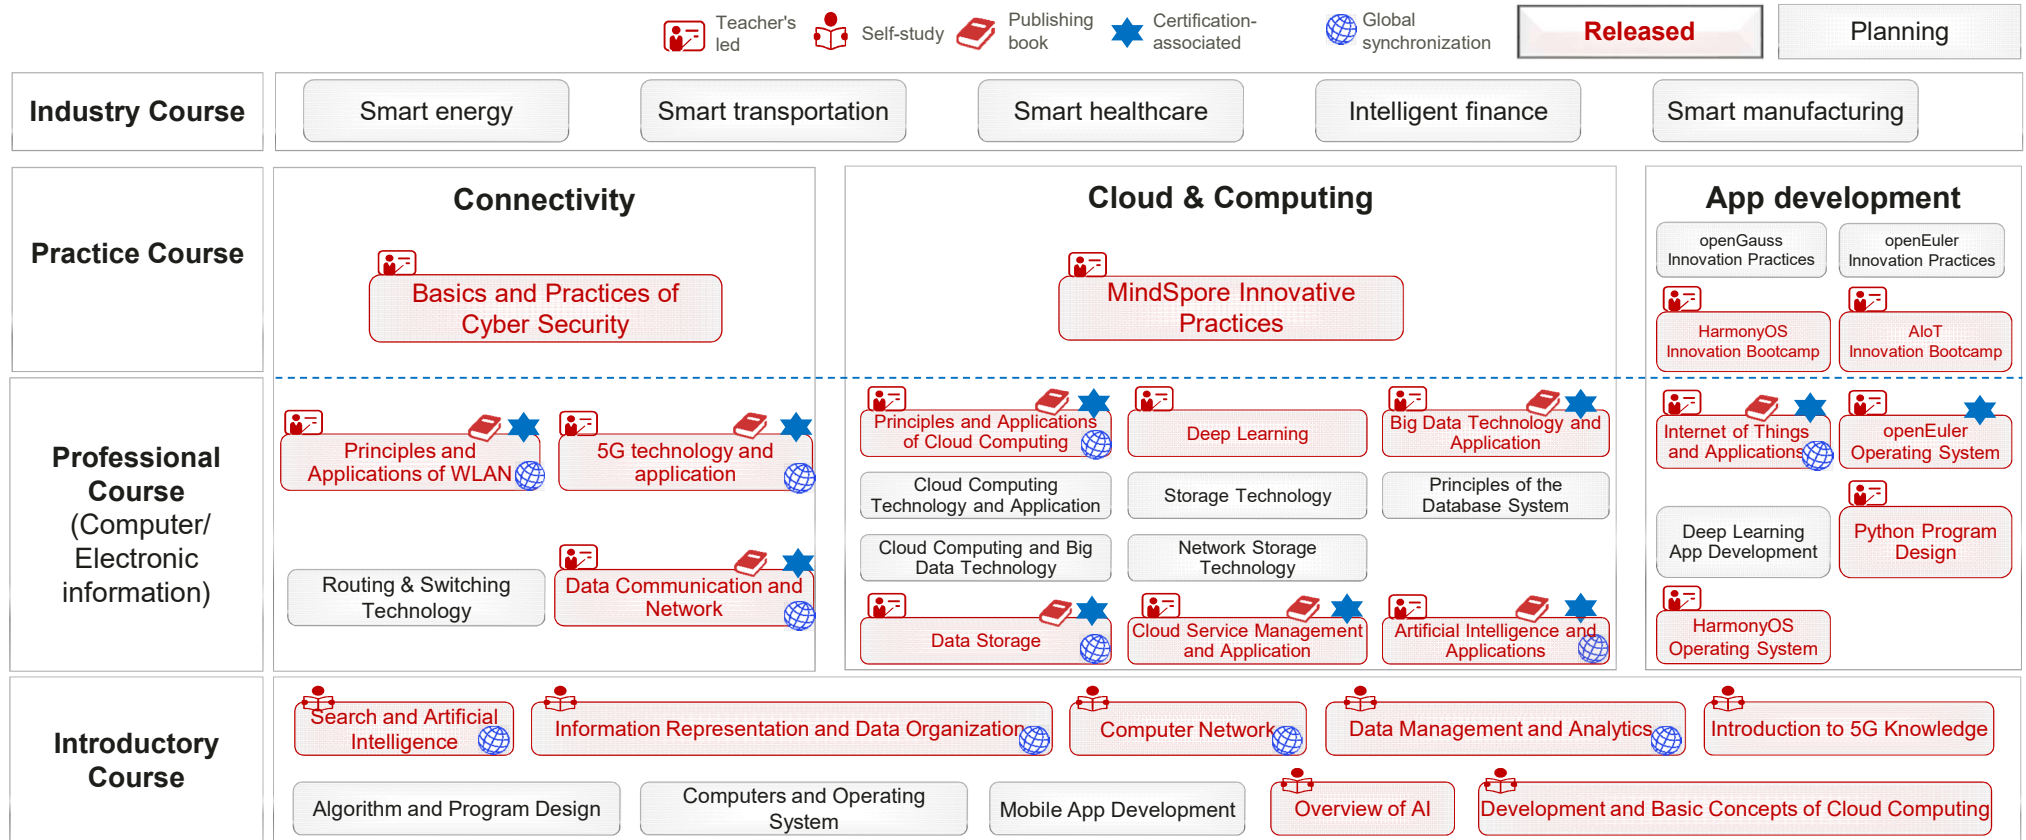 Teacher's
led
Self-study
Publishing
book
Certification-
associated
Global
synchronization
Released
Planning
Industry Course
Smart energy
Smart transportation
Smart healthcare
Intelligent finance
Smart manufacturing
Practice Course
Connectivity
Basics and Practices of
Cyber Security
Cloud & Computing
MindSpore Innovative
Practices
App development
openGauss
Innovation Practices
openEuler
Innovation Practices
HarmonyOS
Innovation Bootcamp
AIoT
Innovation Bootcamp
Professional
Course
(Computer/
Electronic
information)
Principles and
Applications of WLAN
5G technology and
application
Routing & Switching
Technology
Data Communication and
Network
Principles and Applications
of Cloud Computing
Deep Learning
Big Data Technology and
Application
Cloud Computing
Technology and Application
Storage Technology
Principles of the
Database System
Cloud Computing and Big
Data Technology
Network Storage
Technology
Data Storage
Cloud Service Management
and Application
Artificial Intelligence and
Applications
Internet of Things
and Applications
openEuler
Operating System
Deep Learning
App Development
Python Program
Design
HarmonyOS
Operating System
Introductory
Course
Search and Artificial
Intelligence
Information Representation and Data Organization
Computer Network
Data Management and Analytics
Introduction to 5G Knowledge
Algorithm and Program Design
Computers and Operating
System
Mobile App Development
Overview of AI
Development and Basic Concepts of Cloud Computing